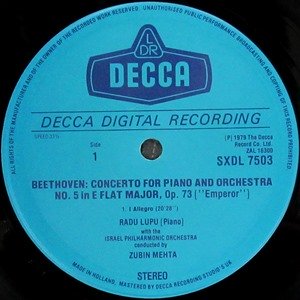 ALL RIGHTS OF THE MANUFACTURER AND OF THE OWNER OF THE RECORDED WORK RESERVED. UNAUTHORISED PUBLIC PERFORMANCE, BROADCASTING AND COPYING OF THIS RECORD PROHIBITED.
L
DR
DECCA
DECCA DIGITAL RECORDING
SPEED 33⅓
Side
1
(P) 1979 The Decca
Record Co. Ltd.
ZAL 16300
SXDL 7503
BEETHOVEN: CONCERTO FOR PIANO AND ORCHESTRA
NO. 5 in E FLAT MAJOR, Op. 73 ("Emperor")
1. I Allegro (20'28")
RADU LUPU (Piano)
with the
ISRAEL PHILHARMONIC ORCHESTRA
conducted by
ZUBIN MEHTA
STEREO
MADE IN HOLLAND, MASTERED BY DECCA RECORDING STUDIO'S UK